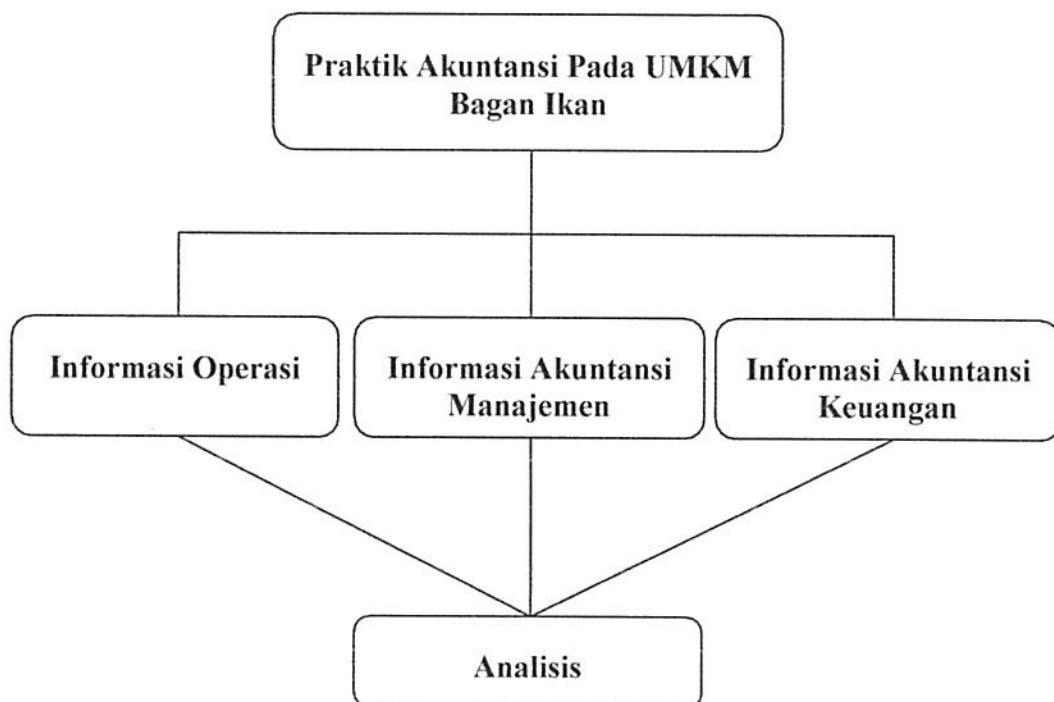 Praktik Akuntansi Pada UMKM
Bagan Ikan
Informasi Operasi
Informasi Akuntansi
Manajemen
Informasi Akuntansi
Keuangan
Analisis